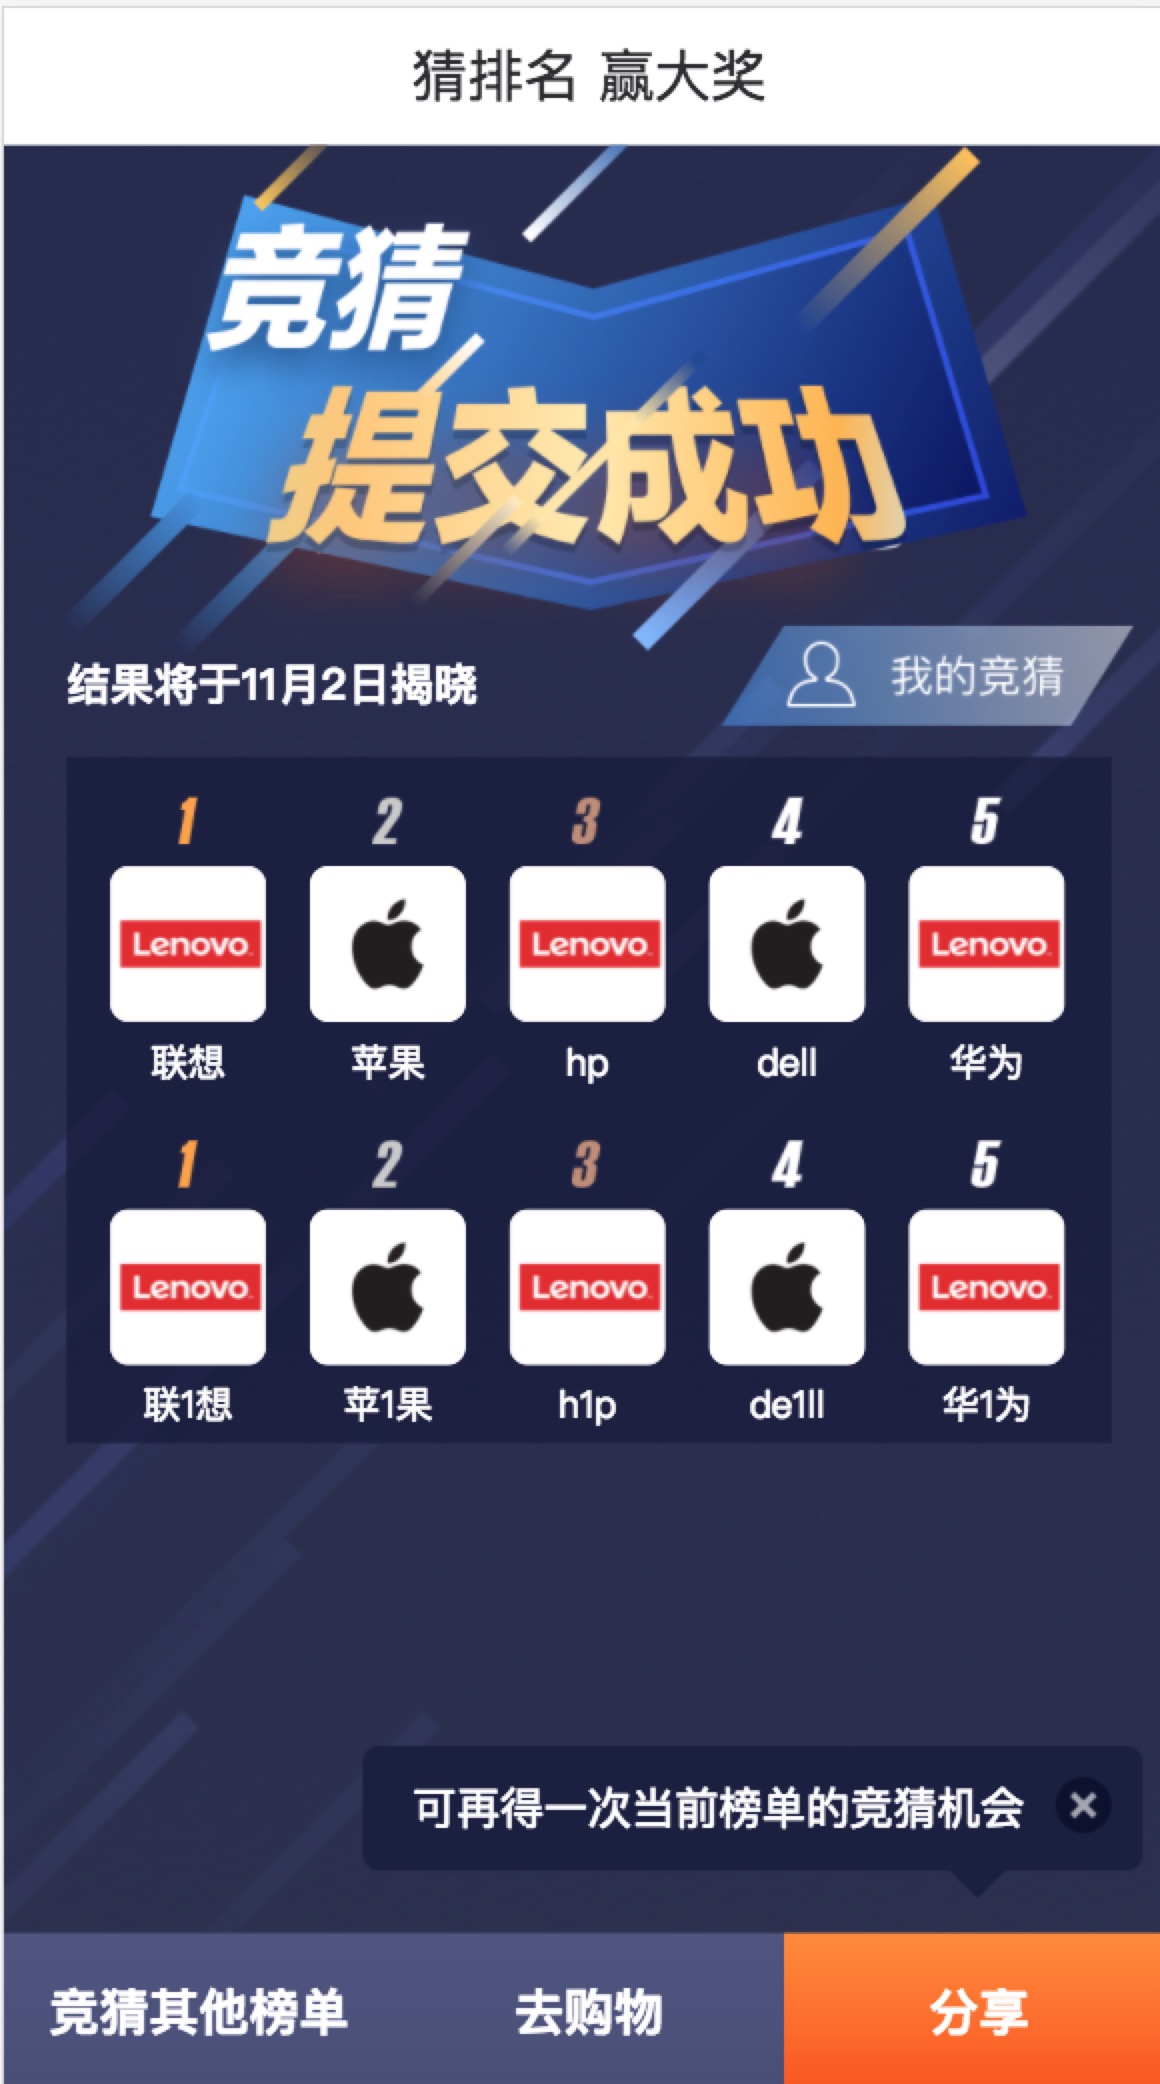 猜排名 赢大奖
竞猜
提交成功
结果将于11月2日揭晓
我的竞猜
1 2 3 4 5
Lenovo Lenovo Lenovo
联想 苹果 hp dell 华为
1 2 3 4 5
Lenovo Lenovo Lenovo
联1想 苹1果 h1p de1ll 华1为
可再得一次当前榜单的竞猜机会
竞猜其他榜单 去购物 分享